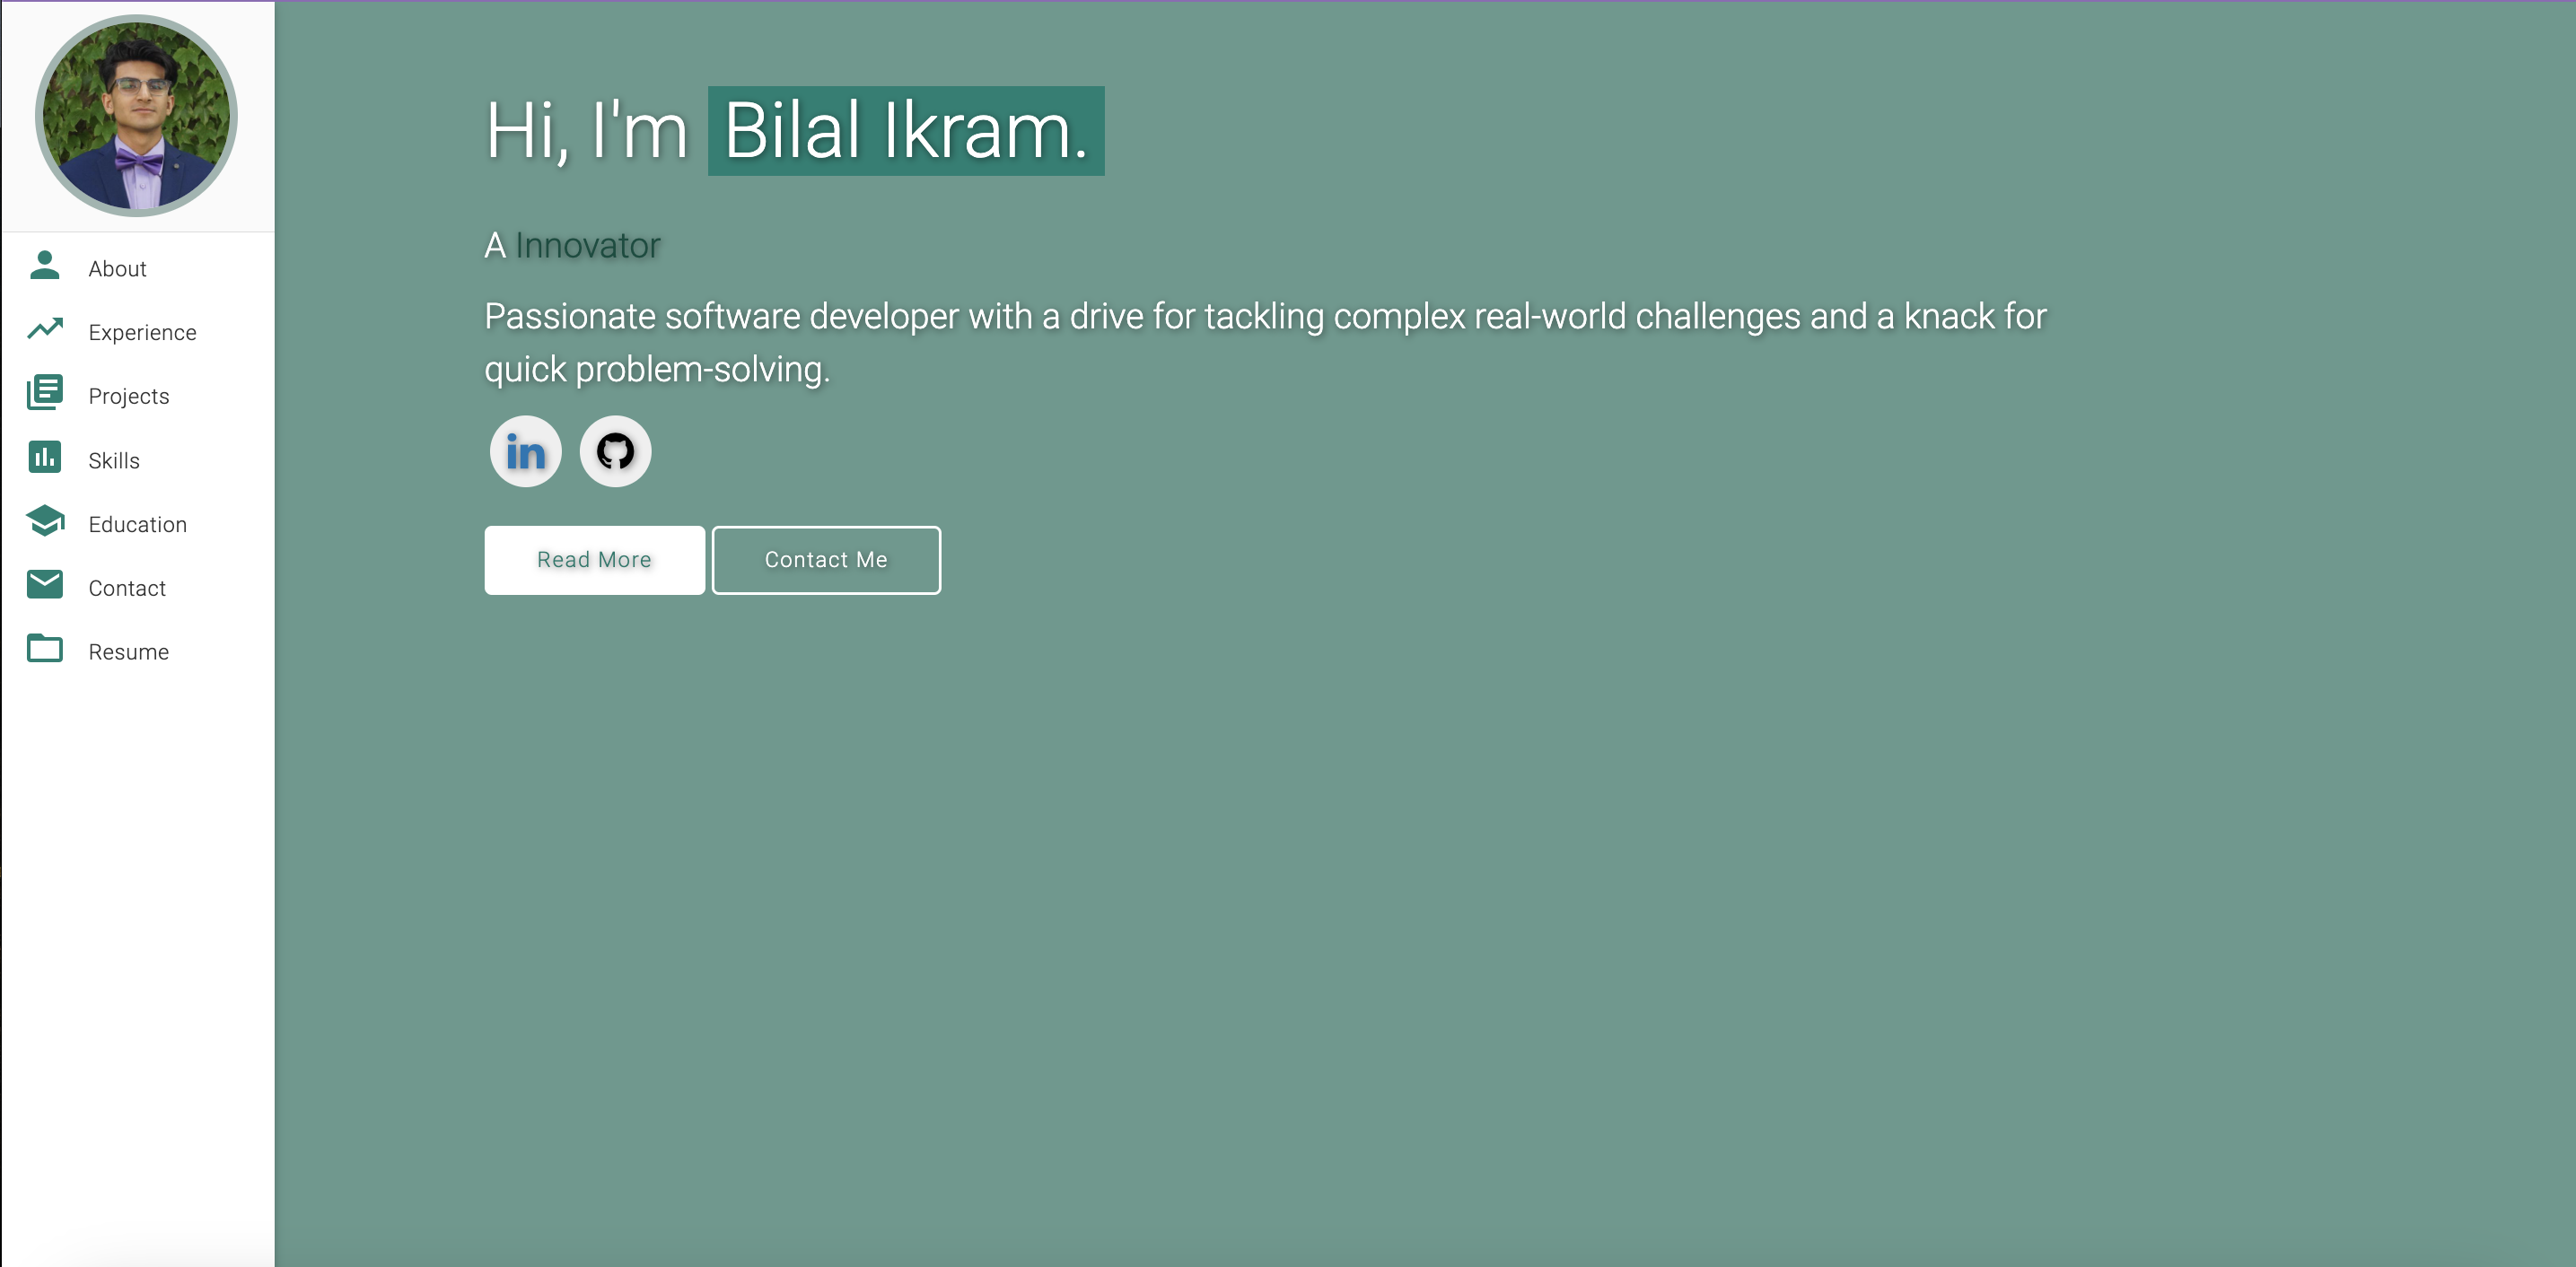 About
Experience
Projects
Skills
Education
Contact
Resume
Hi, I'm Bilal Ikram.
A Innovator
Passionate software developer with a drive for tackling complex real-world challenges and a knack for
quick problem-solving.
in
Read More
Contact Me